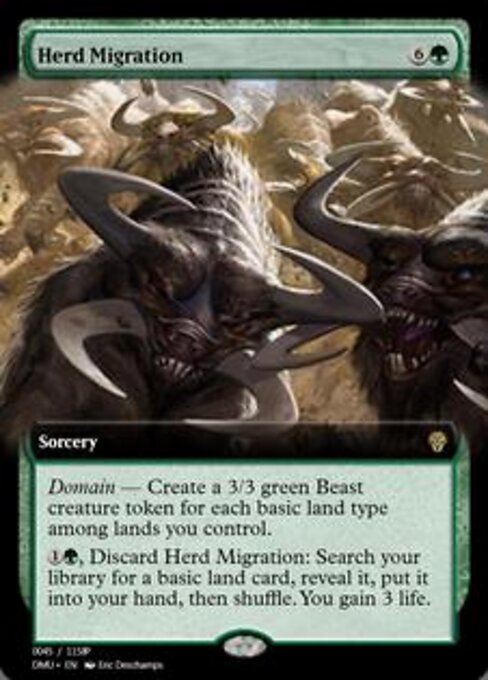 Herd Migration 6
Sorcery
Domain — Create a 3/3 green Beast
creature token for each basic land type
among lands you control.
1, Discard Herd Migration: Search your
library for a basic land card, reveal it, put it
into your hand, then shuffle. You gain 3 life.
DMU • EN Eric Deschamps